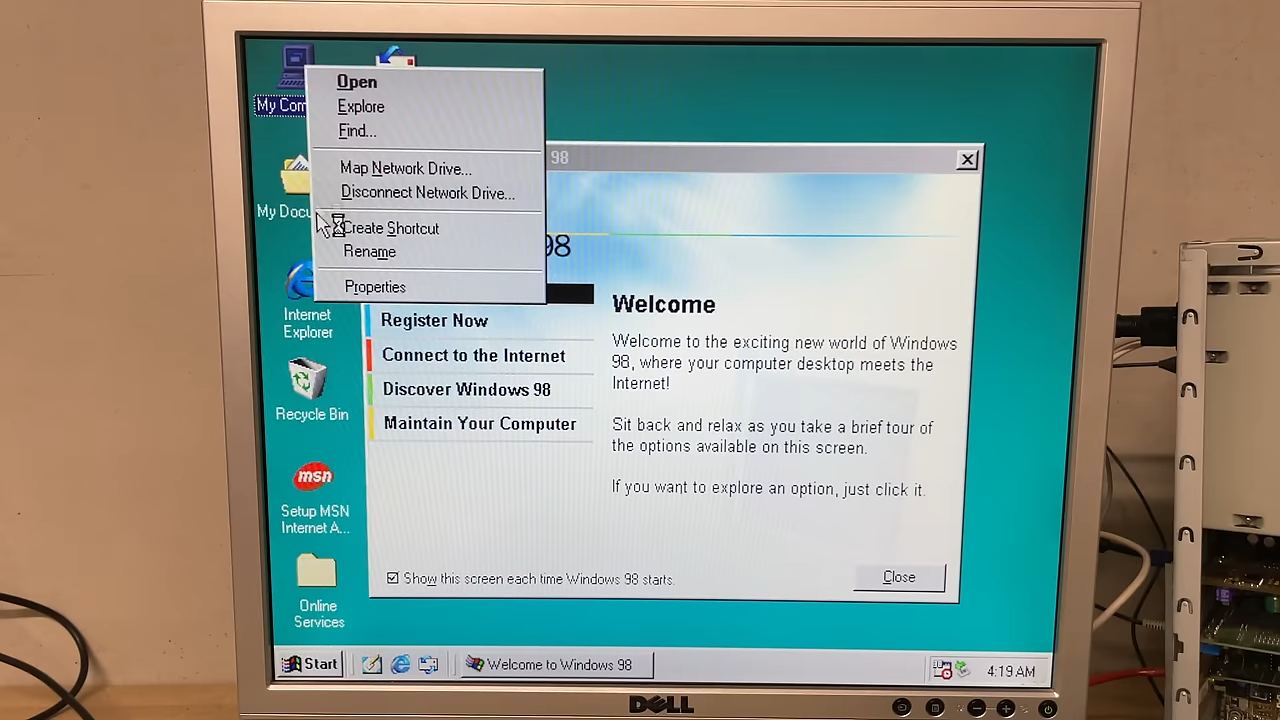 My Com
Open
Explore
Find...
Map Network Drive...
Disconnect Network Drive...
Create Shortcut
Rename
Properties
My Docu
Internet
Explorer
Recycle Bin
msn
Setup MSN
Internet A...
Online
Services
98
98
Register Now
Connect to the Internet
Discover Windows 98
Maintain Your Computer
Welcome
Welcome to the exciting new world of Windows
98, where your computer desktop meets the
Internet!
Sit back and relax as you take a brief tour of
the options available on this screen.
If you want to explore an option, just click it.
Show this screen each time Windows 98 starts.
Close
Start
Welcome to Windows 98
4:19 AM
DELL